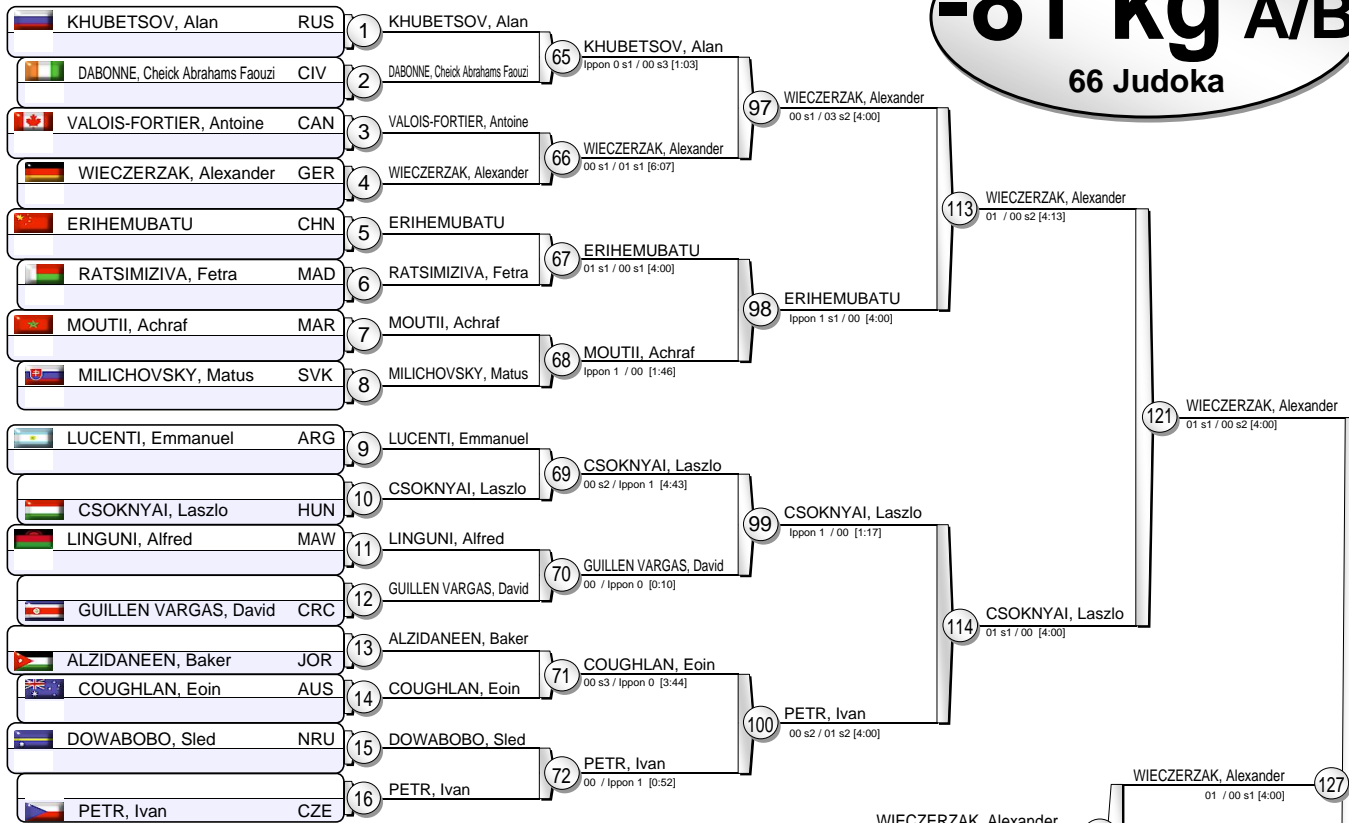 -81 kg A/B
66 Judoka
KHUBETSOV, Alan RUS
DABONNE, Cheick Abrahams Faouzi CIV
VALOIS-FORTIER, Antoine CAN
WIECZERZAK, Alexander GER
ERIHEMUBATU CHN
RATSIMIZIVA, Fetra MAD
MOUTII, Achraf MAR
MILICHOVSKY, Matus SVK
LUCENTI, Emmanuel ARG
CSOKNYAI, Laszlo HUN
LINGUNI, Alfred MAW
GUILLEN VARGAS, David CRC
ALZIDANEEN, Baker JOR
COUGHLAN, Eoin AUS
DOWABOBO, Sled NRU
PETR, Ivan CZE
1 KHUBETSOV, Alan
2 DABONNE, Cheick Abrahams Faouzi
3 VALOIS-FORTIER, Antoine
4 WIECZERZAK, Alexander
5 ERIHEMUBATU
6 RATSIMIZIVA, Fetra
7 MOUTII, Achraf
8 MILICHOVSKY, Matus
9 LUCENTI, Emmanuel
10 CSOKNYAI, Laszlo
11 LINGUNI, Alfred
12 GUILLEN VARGAS, David
13 ALZIDANEEN, Baker
14 COUGHLAN, Eoin
15 DOWABOBO, Sled
16 PETR, Ivan
65 KHUBETSOV, Alan
Ippon 0 s1 / 00 s3 [1:03]
66 WIECZERZAK, Alexander
00 s1 / 01 s1 [6:07]
67 ERIHEMUBATU
01 s1 / 00 s1 [4:00]
68 MOUTII, Achraf
Ippon 1 / 00 [1:46]
69 CSOKNYAI, Laszlo
00 s2 / Ippon 1 [4:43]
70 GUILLEN VARGAS, David
00 / Ippon 0 [0:10]
71 COUGHLAN, Eoin
00 s3 / Ippon 0 [3:44]
72 PETR, Ivan
00 / Ippon 1 [0:52]
97 WIECZERZAK, Alexander
00 s1 / 03 s2 [4:00]
98 ERIHEMUBATU
Ippon 1 s1 / 00 [4:00]
99 CSOKNYAI, Laszlo
Ippon 1 / 00 [1:17]
100 PETR, Ivan
00 s2 / 01 s2 [4:00]
113 WIECZERZAK, Alexander
01 / 00 s2 [4:13]
114 CSOKNYAI, Laszlo
01 s1 / 00 [4:00]
121 WIECZERZAK, Alexander
01 s1 / 00 s2 [4:00]
WIECZERZAK, Alexander 127
01 / 00 s1 [4:00]
WIECZERZAK, Alexander